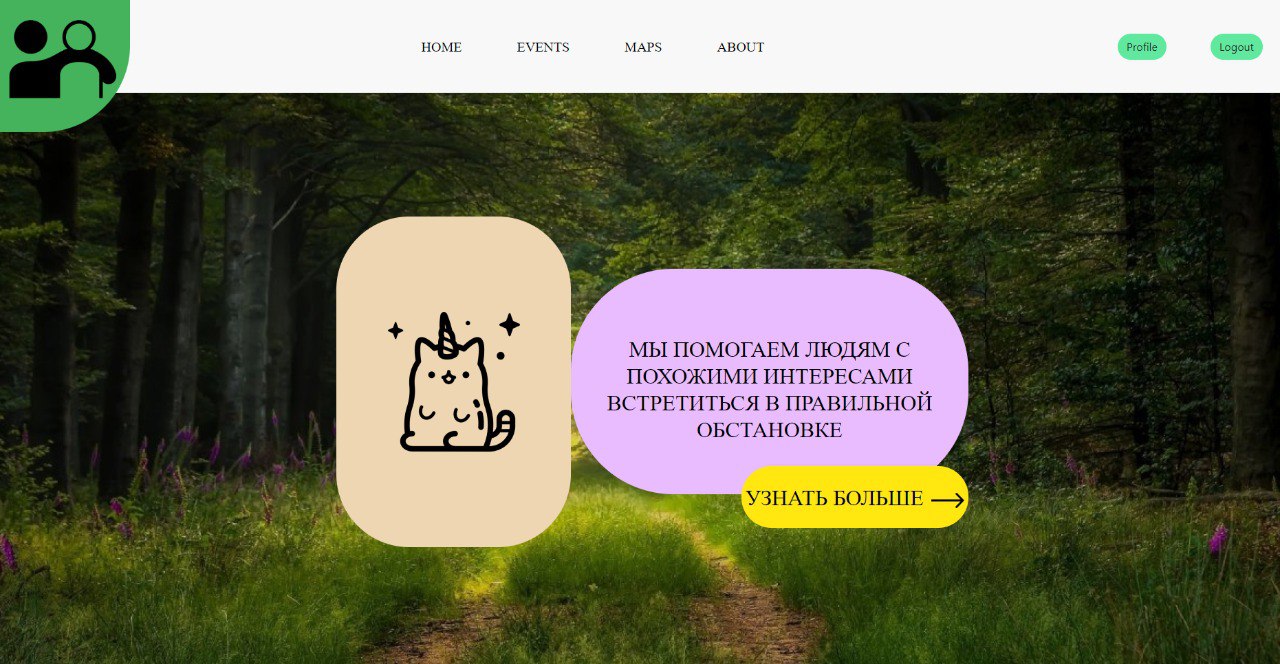 HOME EVENTS MAPS ABOUT Profile Logout
МЫ ПОМОГАЕМ ЛЮДЯМ С
ПОХОЖИМИ ИНТЕРЕСАМИ
ВСТРЕТИТЬСЯ В ПРАВИЛЬНОЙ
ОБСТАНОВКЕ
УЗНАТЬ БОЛЬШЕ